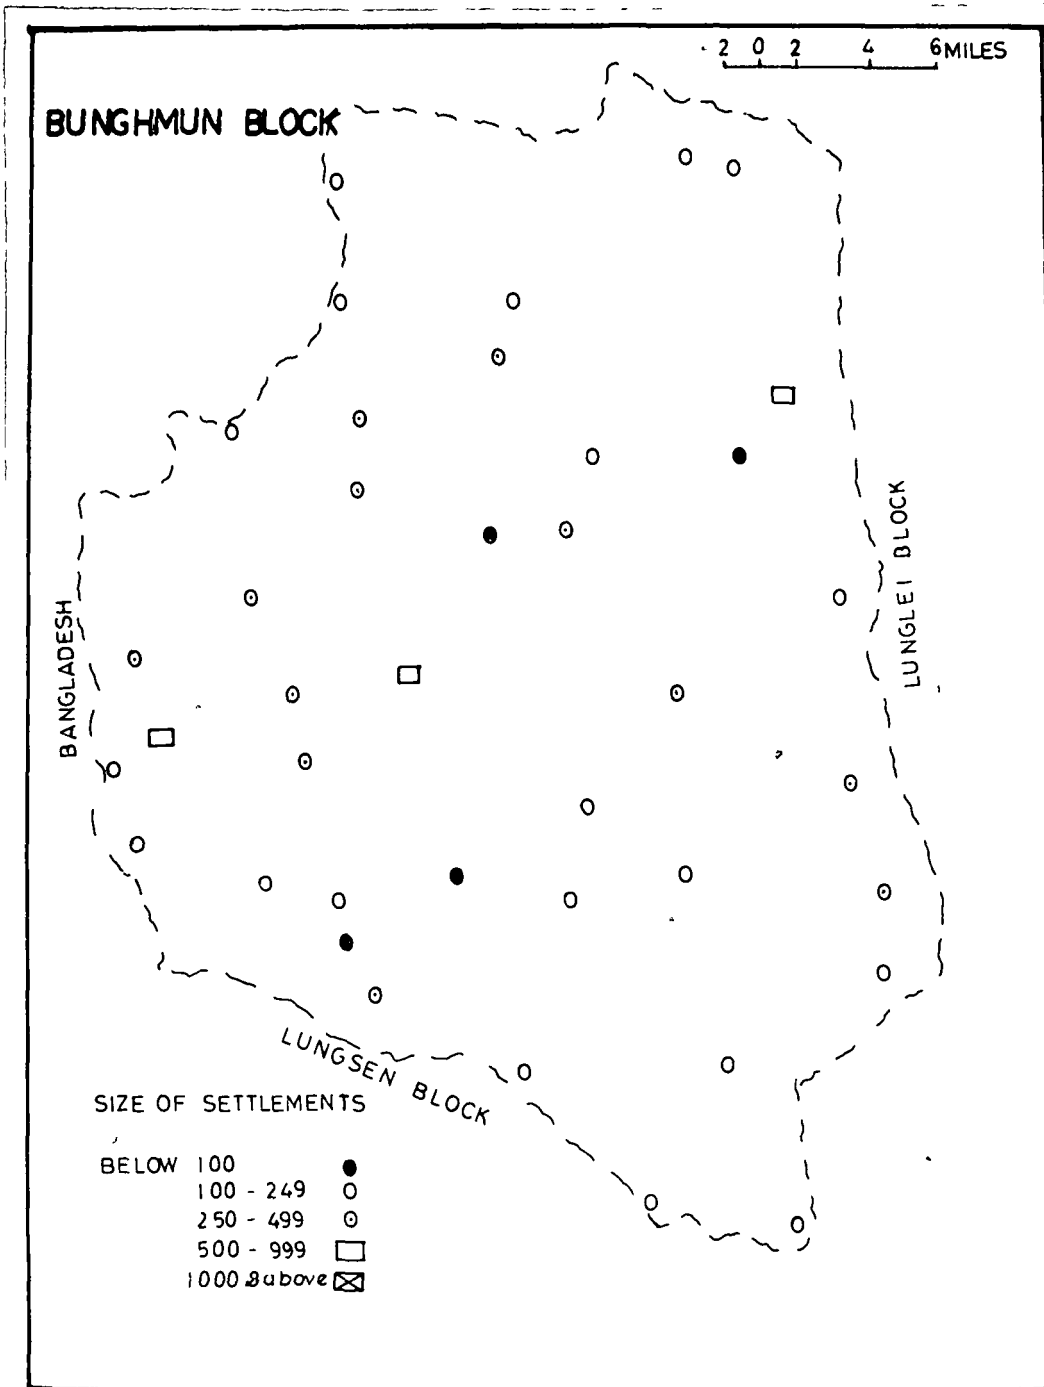 2 0 2 4 6 MILES
BUNGHMUN BLOCK
LUNGLEI BLOCK
BANGLADESH
LUNGSEN BLOCK
SIZE OF SETTLEMENTS
BELOW 100
100 - 249
250 - 499
500 - 999
1000 & above